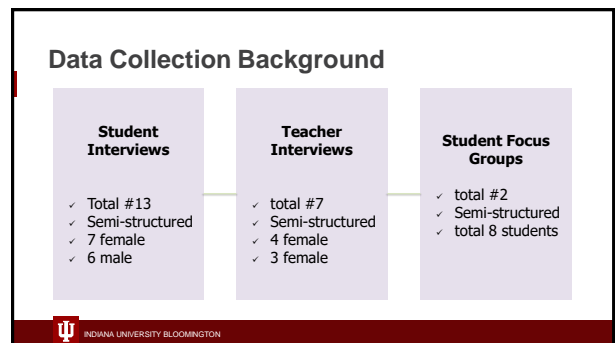 Data Collection Background
Student
Interviews
✓ Total #13
✓ Semi-structured
✓ 7 female
✓ 6 male
Teacher
Interviews
✓ total #7
✓ Semi-structured
✓ 4 female
✓ 3 female
Student Focus
Groups
✓ total #2
✓ Semi-structured
✓ total 8 students
INDIANA UNIVERSITY BLOOMINGTON